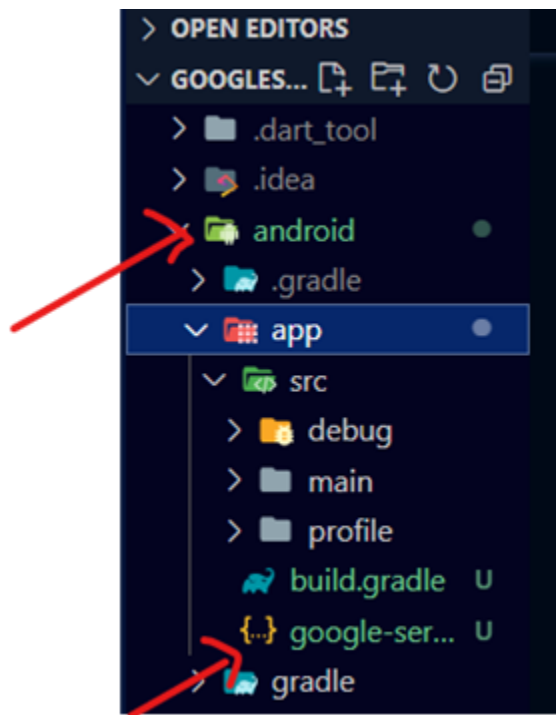 OPEN EDITORS
GOOGLES...
.dart_tool
.idea
android
.gradle
app
src
debug
main
profile
build.gradle U
google-ser... U
gradle